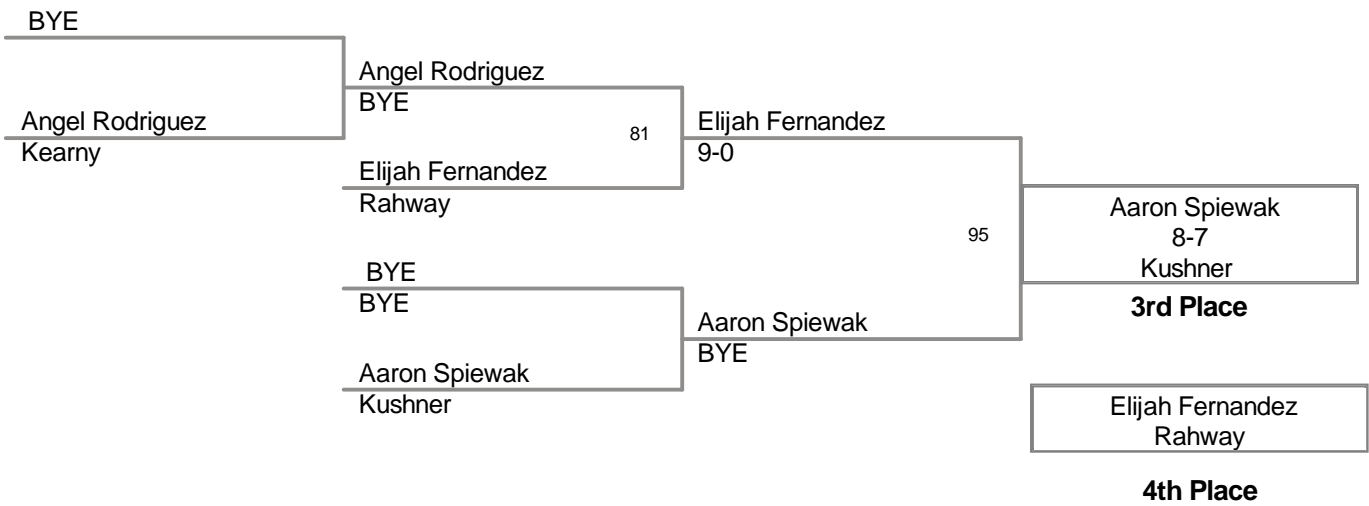 BYE
Angel Rodriguez
Kearny
Angel Rodriguez
BYE
81
Elijah Fernandez
Rahway
BYE
BYE
Aaron Spiewak
Kushner
Elijah Fernandez
9-0
95
Aaron Spiewak
BYE
Aaron Spiewak
8-7
Kushner
3rd Place
Elijah Fernandez
Rahway
4th Place